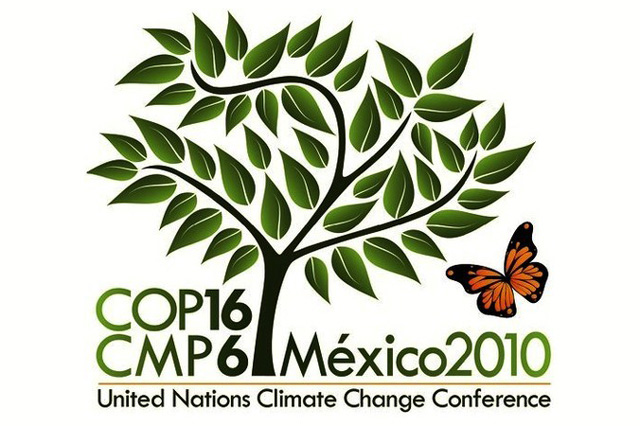 COP16
CMP6 México2010
United Nations Climate Change Conference